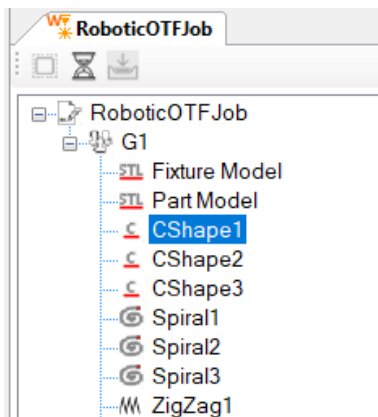 RoboticOTFJob
RoboticOTFJob
G1
STL Fixture Model
STL Part Model
C CShape1
C CShape2
C CShape3
Spiral1
Spiral2
Spiral3
ZigZag1